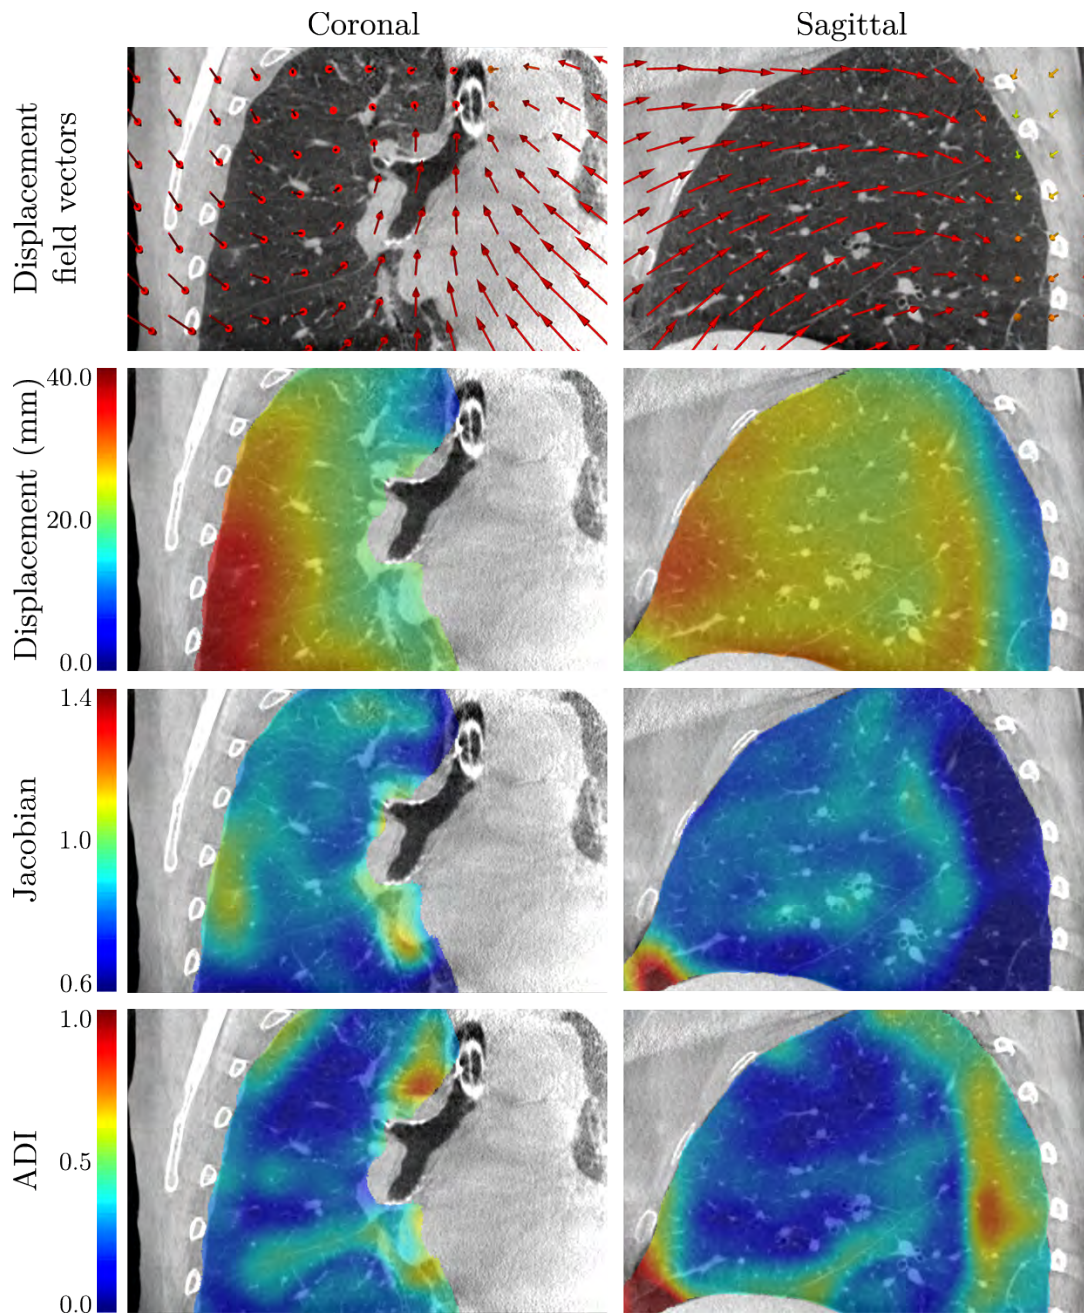 Coronal
Sagittal
Displacement
field vectors
Displacement (mm)
40.0
20.0
0.0
Jacobian
1.4
1.0
0.6
ADI
1.0
0.5
0.0